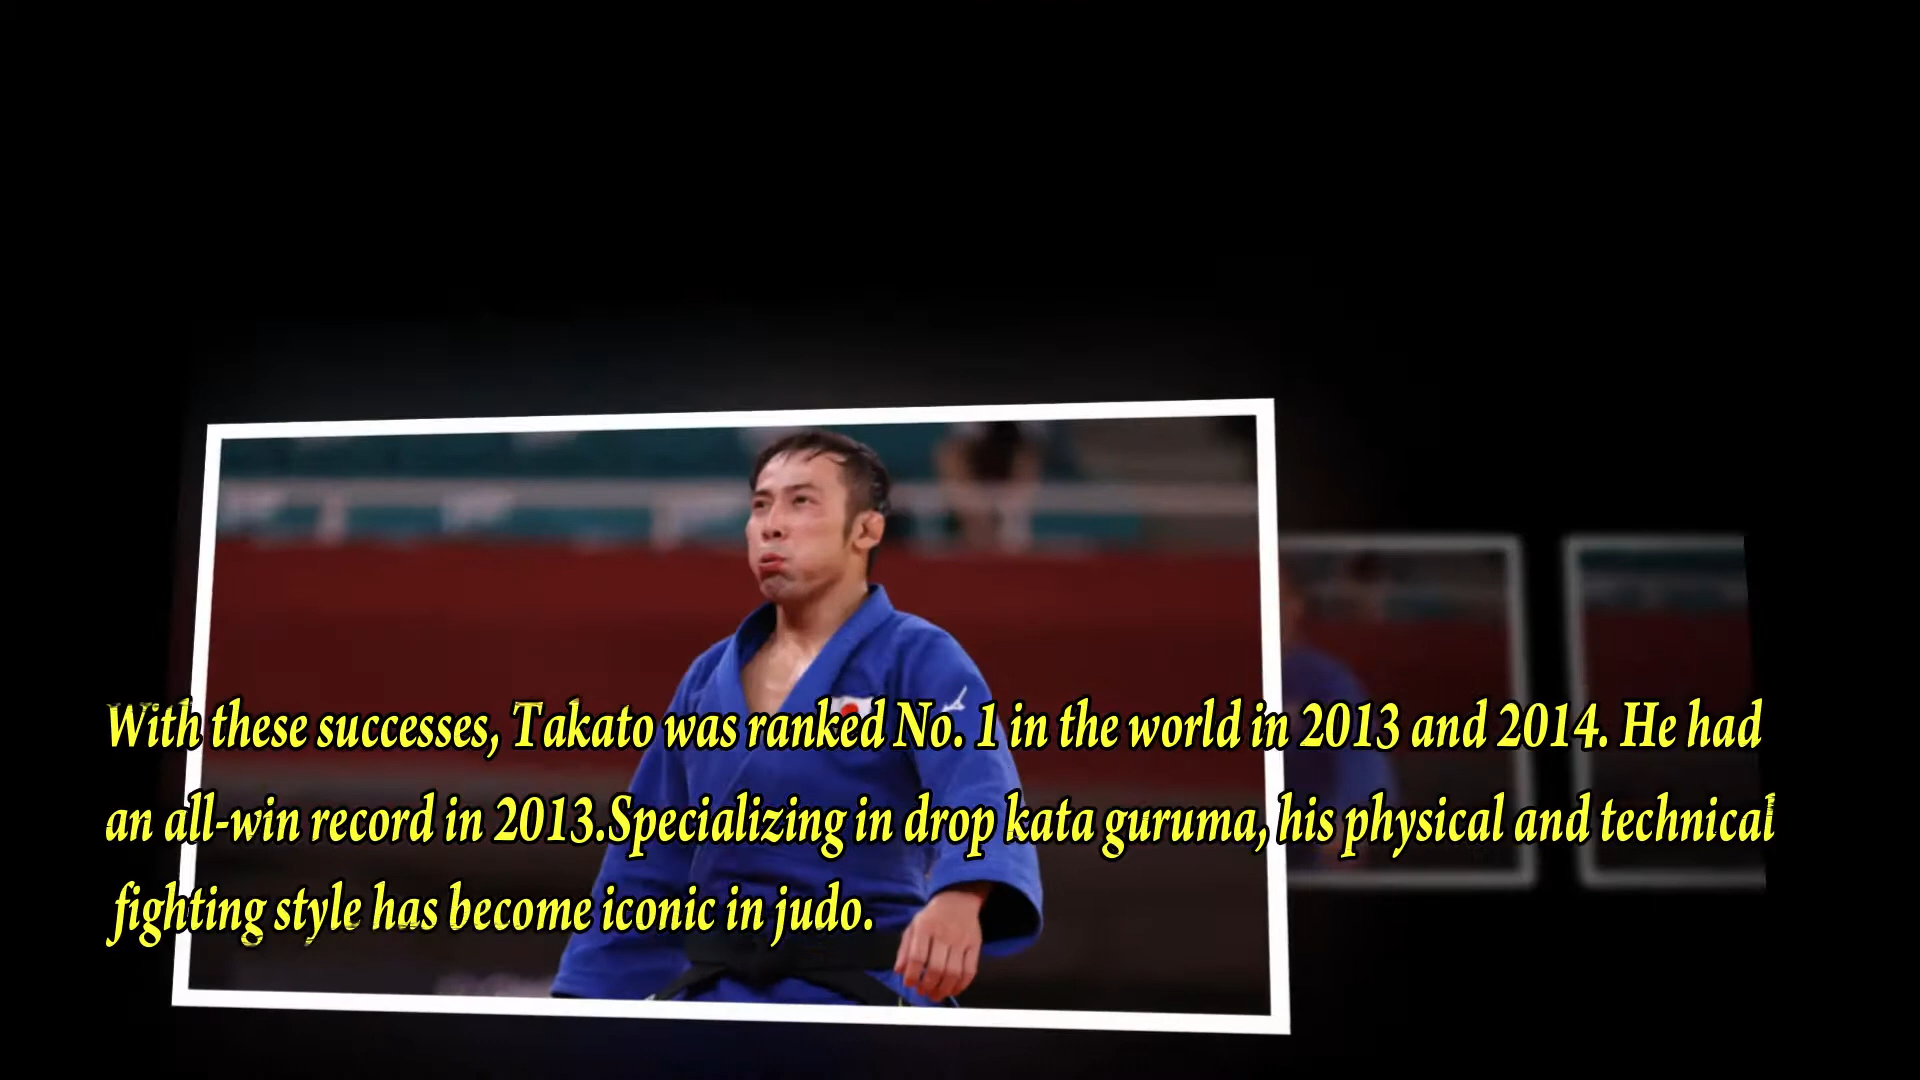 With these successes, Takato was ranked No. 1 in the world in 2013 and 2014. He had
an all-win record in 2013.Specializing in drop kata guruma, his physical and technical
fighting style has become iconic in judo.